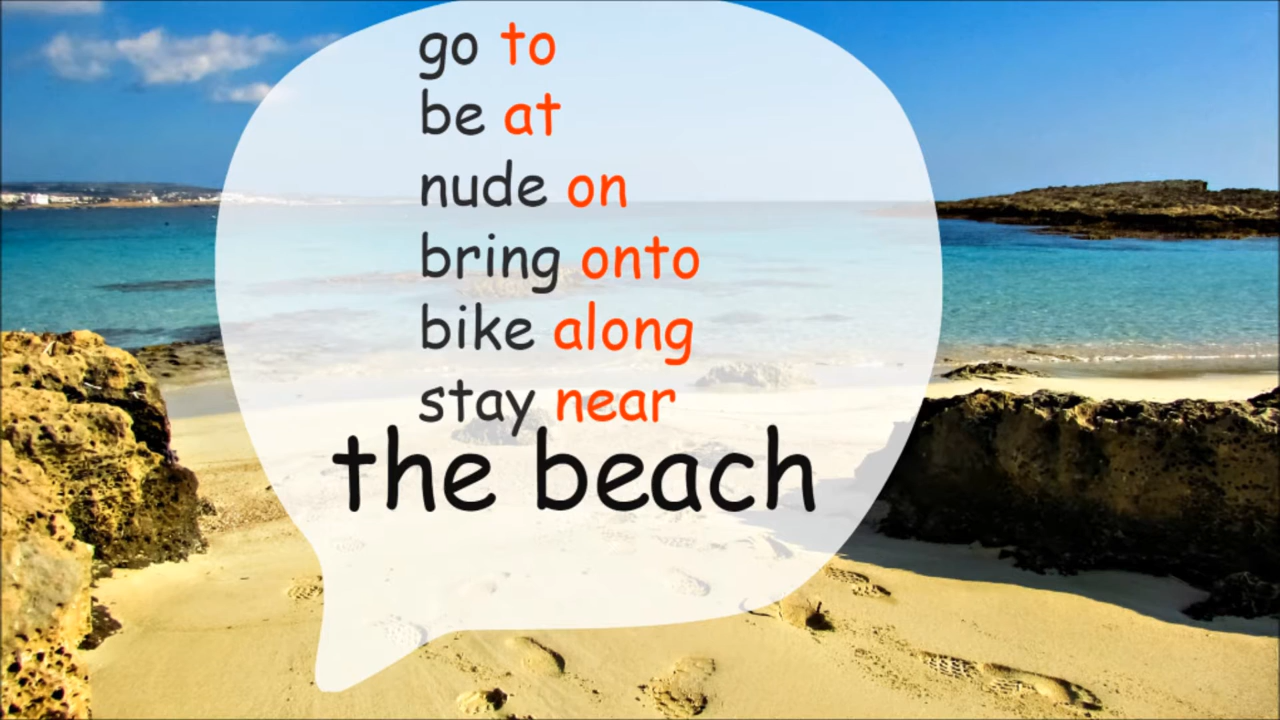 go to
be at
nude on
bring onto
bike along
stay near
the beach